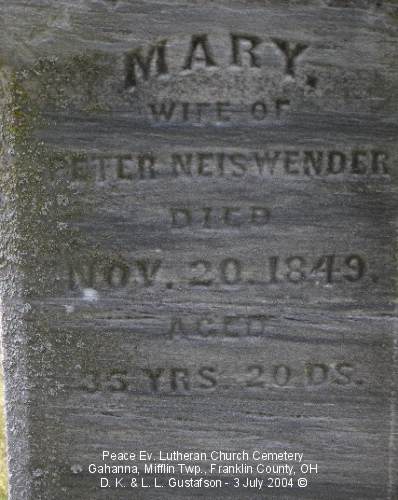 MARY,
WIFE OF
PETER NEISWENDER
DIED
NOV. 20. 1849.
AGED
35 YRS. 20 DS.
Peace Ev. Lutheran Church Cemetery
Gahanna, Mifflin Twp., Franklin County, OH
D. K. & L. L. Gustafson - 3 July 2004 ©